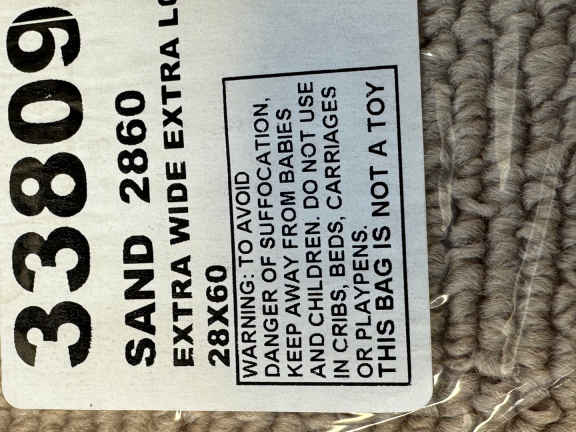 33809
SAND 2860
EXTRA WIDE EXTRA
28X60
WARNING: TO AVOID
DANGER OF SUFFOCATION,
KEEP AWAY FROM BABIES
AND CHILDREN. DO NOT USE
IN CRIBS, BEDS, CARRIAGES
OR PLAYPENS.
THIS BAG IS NOT A TOY